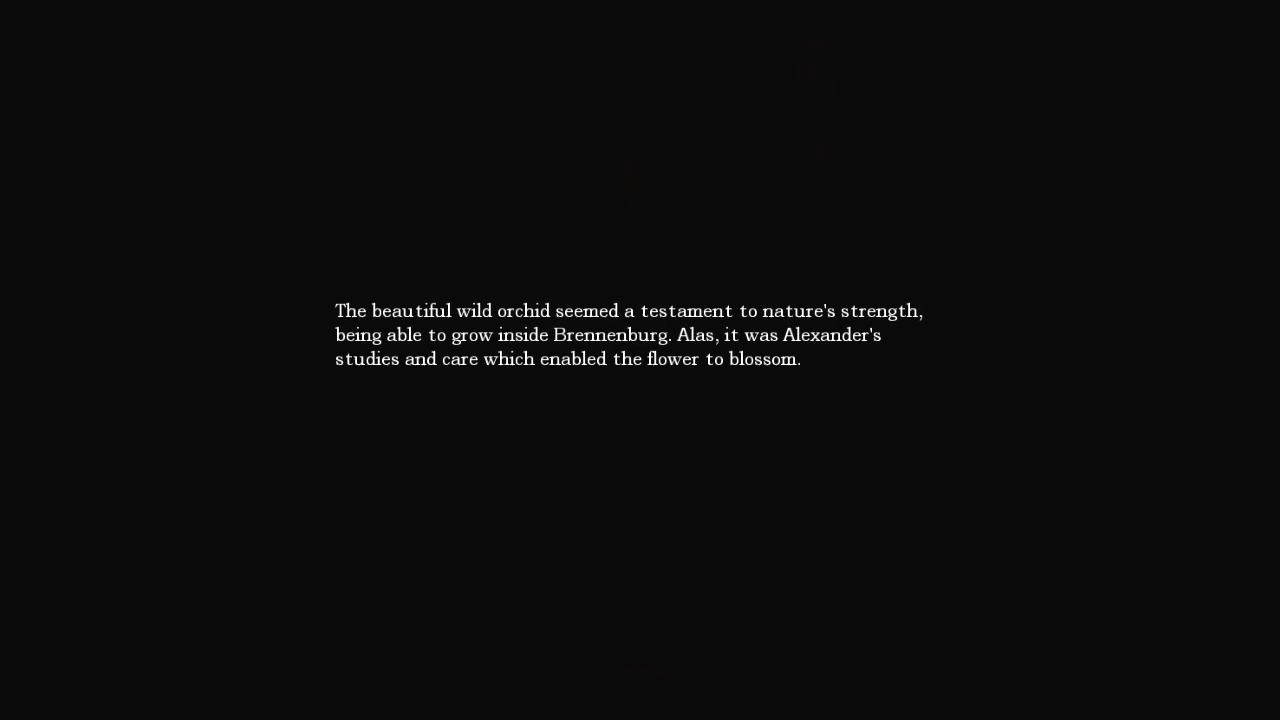 The beautiful wild orchid seemed a testament to nature's strength,
being able to grow inside Brennenburg. Alas, it was Alexander's
studies and care which enabled the flower to blossom.